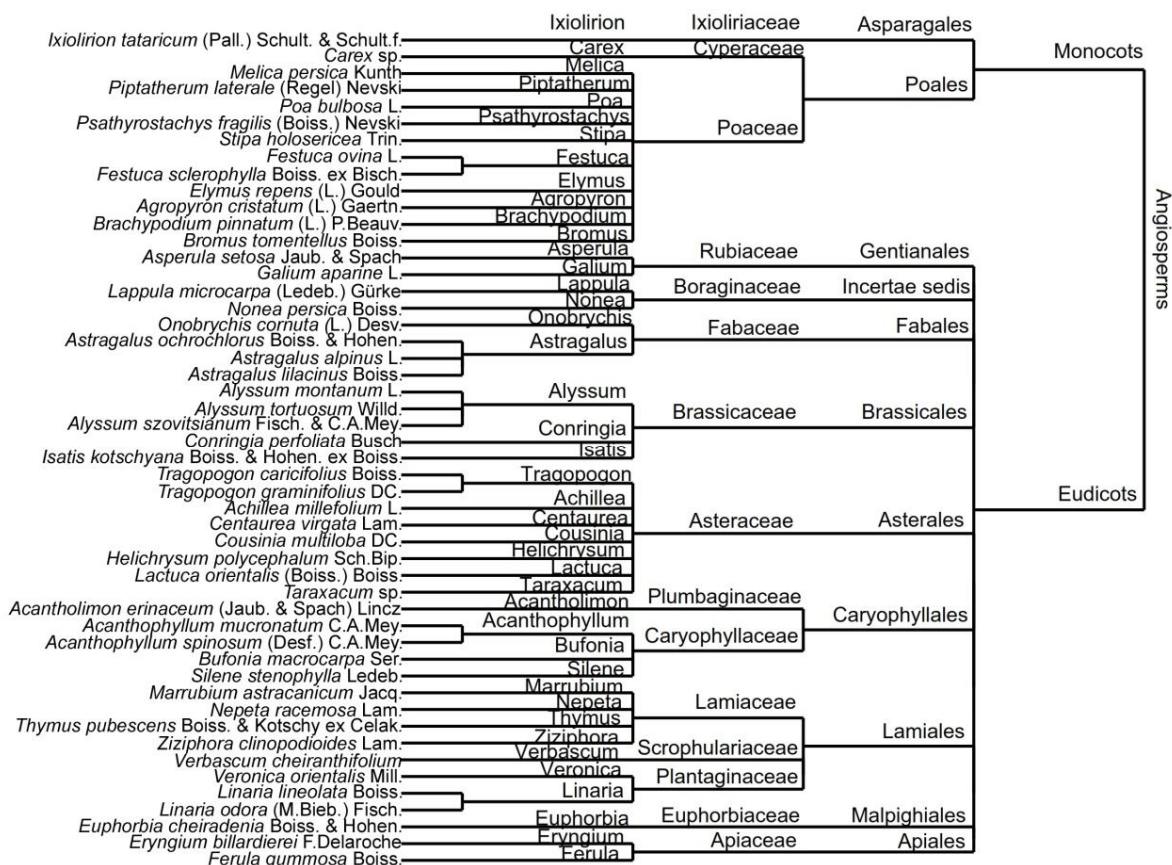 Ixiolirion tataricum (Pall.) Schult. & Schult.f.
Carex sp.
Melica persica Kunth
Piptatherum laterale (Regel) Nevski
Poa bulbosa L.
Psathyrostachys fragilis (Boiss.) Nevski
Stipa holosericea Trin.
Festuca ovina L.
Festuca sclerophylla Boiss. ex Bisch.
Elymus repens (L.) Gould
Agropyron cristatum (L.) Gaertn.
Brachypodium pinnatum (L.) P.Beauv.
Bromus tomentellus Boiss.
Asperula setosa Jaub. & Spach
Galium aparine L.
Lappula microcarpa (Ledeb.) Gürke
Nonea persica Boiss.
Onobrychis cornuta (L.) Desv.
Astragalus ochrochlorus Boiss. & Hohen.
Astragalus alpinus L.
Astragalus lilacinus Boiss.
Alyssum montanum L.
Alyssum tortuosum Willd.
Alyssum szovitsianum Fisch. & C.A.Mey.
Conringia perfoliata Busch
Isatis kotschyana Boiss. & Hohen. ex Boiss.
Tragopogon caricifolius Boiss.
Tragopogon graminifolius DC.
Achillea millefolium L.
Centaurea virgata Lam.
Cousinia multiloba DC.
Helichrysum polycephalum Sch.Bip.
Lactuca orientalis (Boiss.) Boiss.
Taraxacum sp.
Acantholimon erinaceum (Jaub. & Spach) Lincz
Acanthophyllum mucronatum C.A.Mey.
Acanthophyllum spinosum (Desf.) C.A.Mey.
Bufonia macrocarpa Ser.
Silene stenophylla Ledeb.
Marrubium astracanicum Jacq.
Nepeta racemosa Lam.
Thymus pubescens Boiss. & Kotschy ex Celak.
Ziziphora clinopodioides Lam.
Verbascum cheiranthifolium
Veronica orientalis Mill.
Linaria lineolata Boiss.
Linaria odora (M.Bieb.) Fisch.
Euphorbia cheiradenia Boiss. & Hohen.
Eryngium billardierei F.Delaroche
Ferula gummosa Boiss.
Ixiolirion
Carex
Melica
Piptatherum
Poa
Psathyrostachys
Stipa
Festuca
Elymus
Agropyron
Brachypodium
Bromus
Asperula
Galium
Lappula
Nonea
Onobrychis
Astragalus
Alyssum
Conringia
Isatis
Tragopogon
Achillea
Centaurea
Cousinia
Helichrysum
Lactuca
Taraxacum
Acantholimon
Acanthophyllum
Bufonia
Silene
Marrubium
Nepeta
Thymus
Ziziphora
Verbascum
Veronica
Linaria
Euphorbia
Eryngium
Ferula
Ixioliriaceae
Cyperaceae
Poaceae
Rubiaceae
Boraginaceae
Fabaceae
Brassicaceae
Asteraceae
Plumbaginaceae
Caryophyllaceae
Lamiaceae
Scrophulariaceae
Plantaginaceae
Euphorbiaceae
Apiaceae
Asparagales
Poales
Gentianales
Incertae sedis
Fabales
Brassicales
Asterales
Caryophyllales
Lamiales
Malpighiales
Apiales
Monocots
Eudicots
Angiosperms